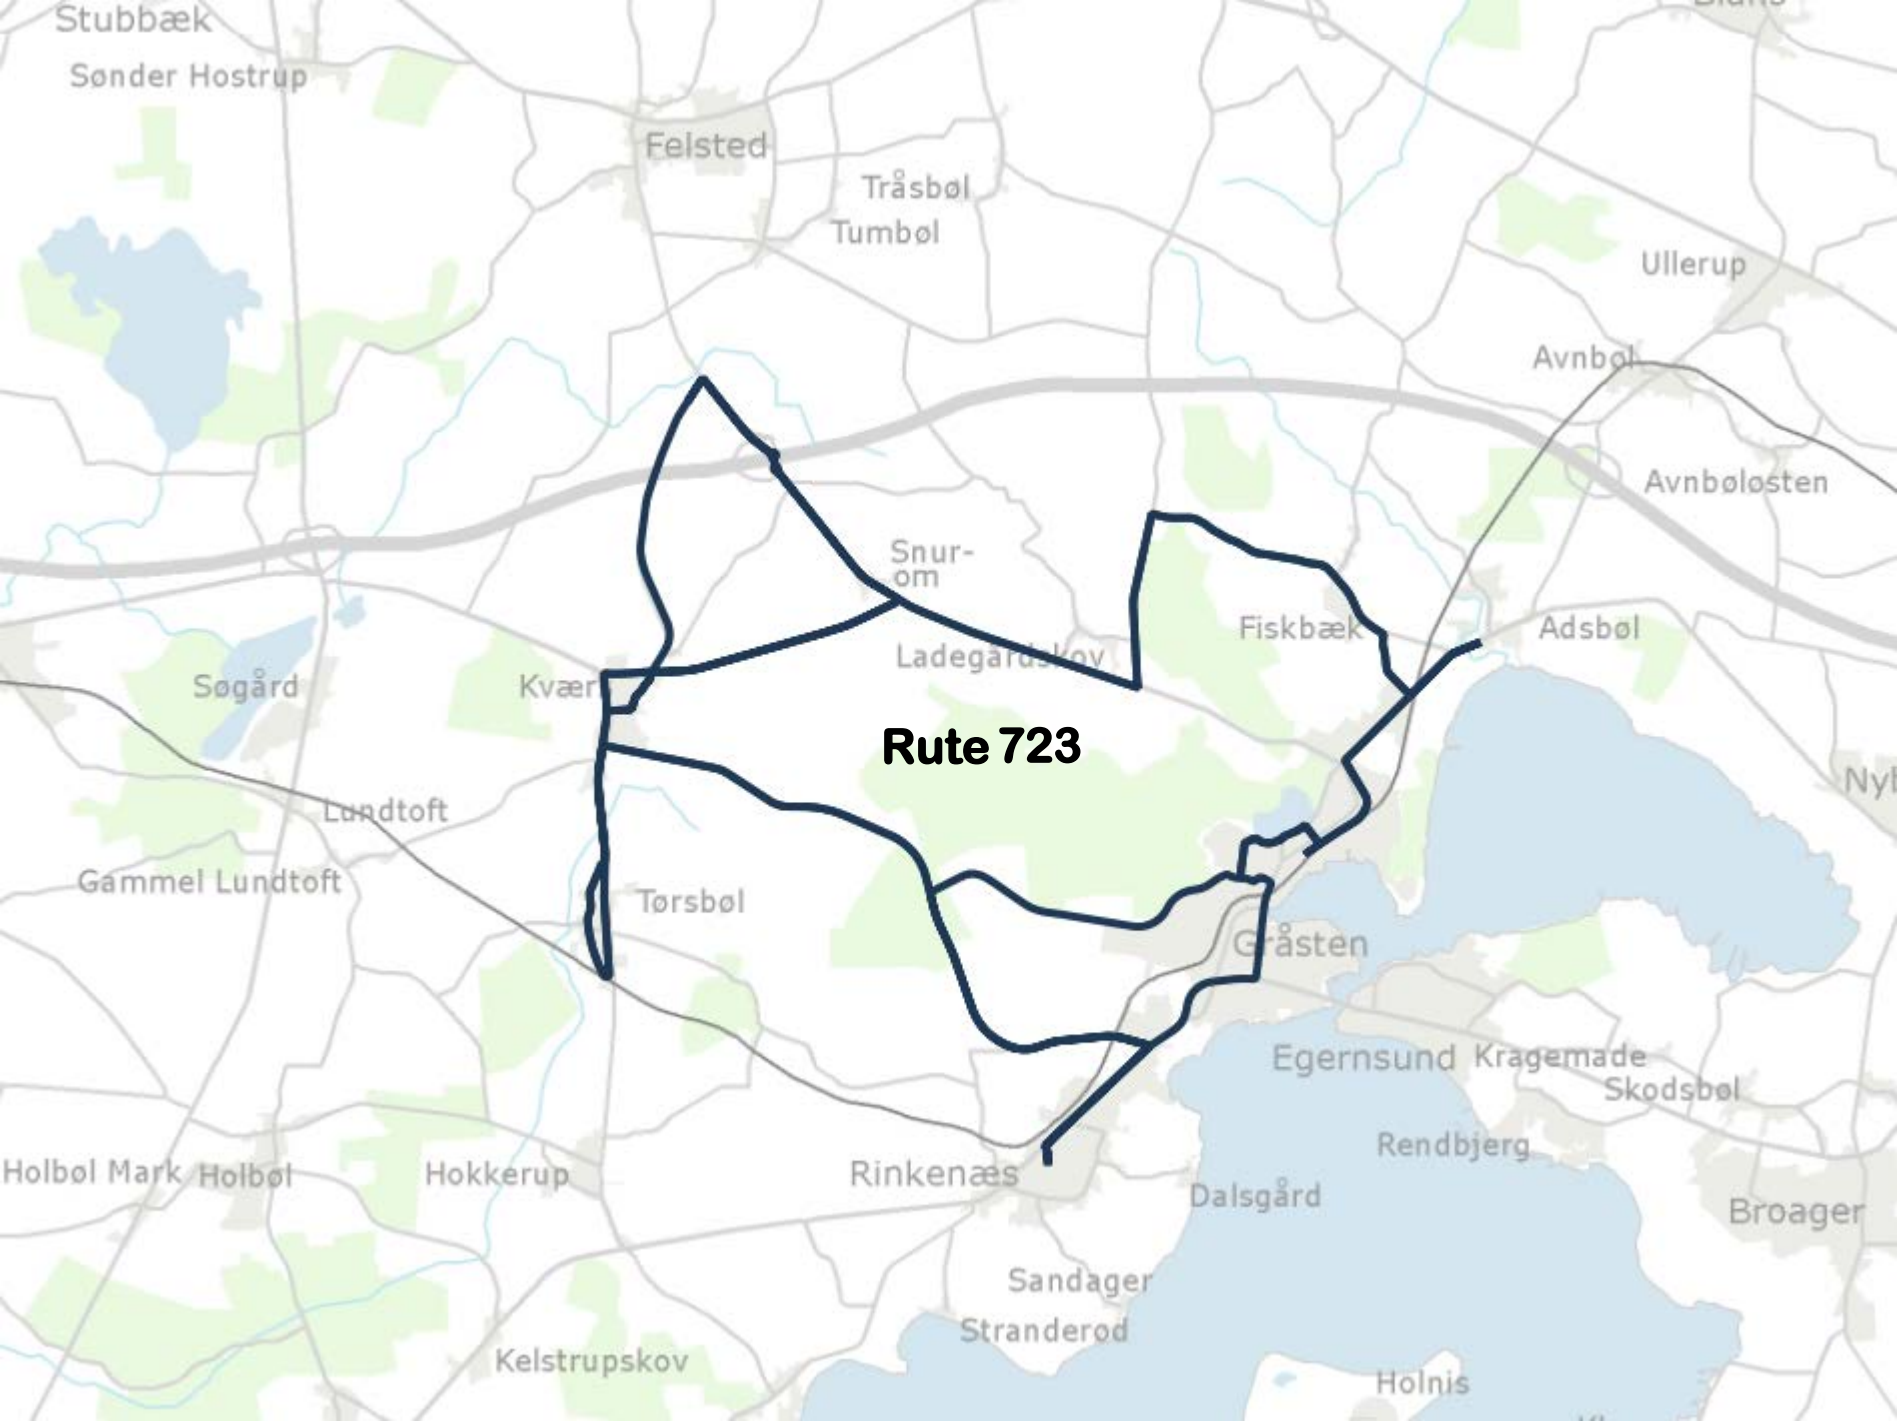 Stubbæk
Sønder Hostrup
Felsted
Tråsbøl
Tumbøl
Ullerup
Avnbøl
Avnbøløsten
Snur-
om
Fiskbæk
Adsbøl
Ladegårdskov
Søgård
Kværs
Rute 723
Lundtoft
Gammel Lundtoft
Tørsbøl
Gråsten
Egernsund
Kragemade
Skodsbøl
Rendbjerg
Holbøl Mark
Holbøl
Hokkerup
Rinkenæs
Dalsgård
Broager
Sandager
Stranderød
Kelstrupskov
Holnis